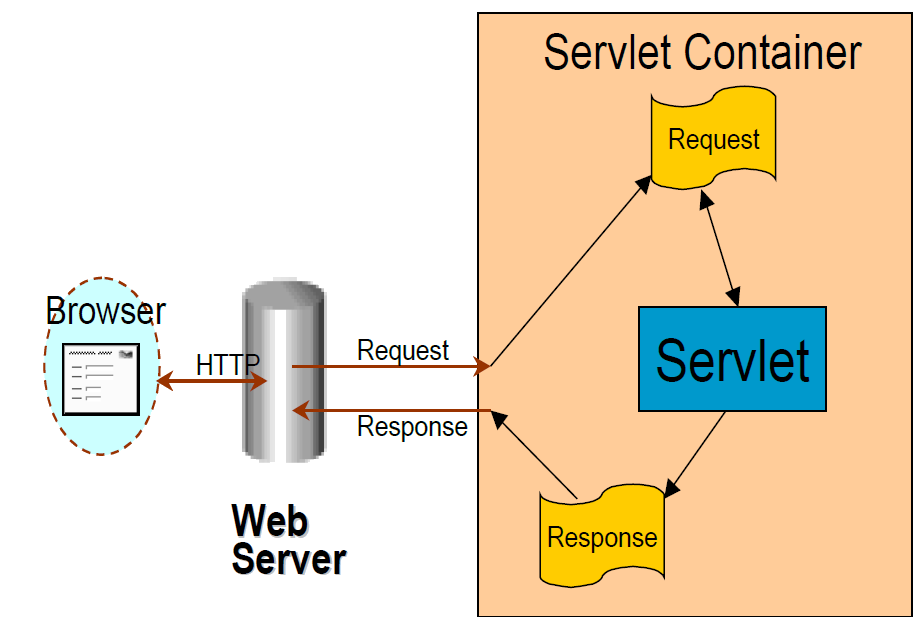 Servlet Container
Request
Browser
HTTP
Request
Servlet
Response
Web
Server
Response